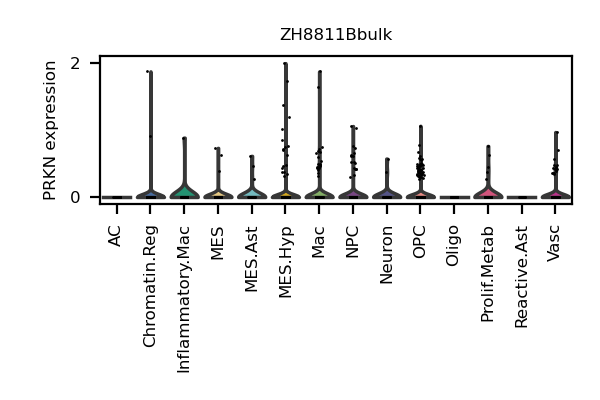 ZH8811Bbulk
PRKN expression
2
0
AC
Chromatin.Reg
Inflammatory.Mac
MES
MES.Ast
MES.Hyp
Mac
NPC
Neuron
OPC
Oligo
Prolif.Metab
Reactive.Ast
Vasc